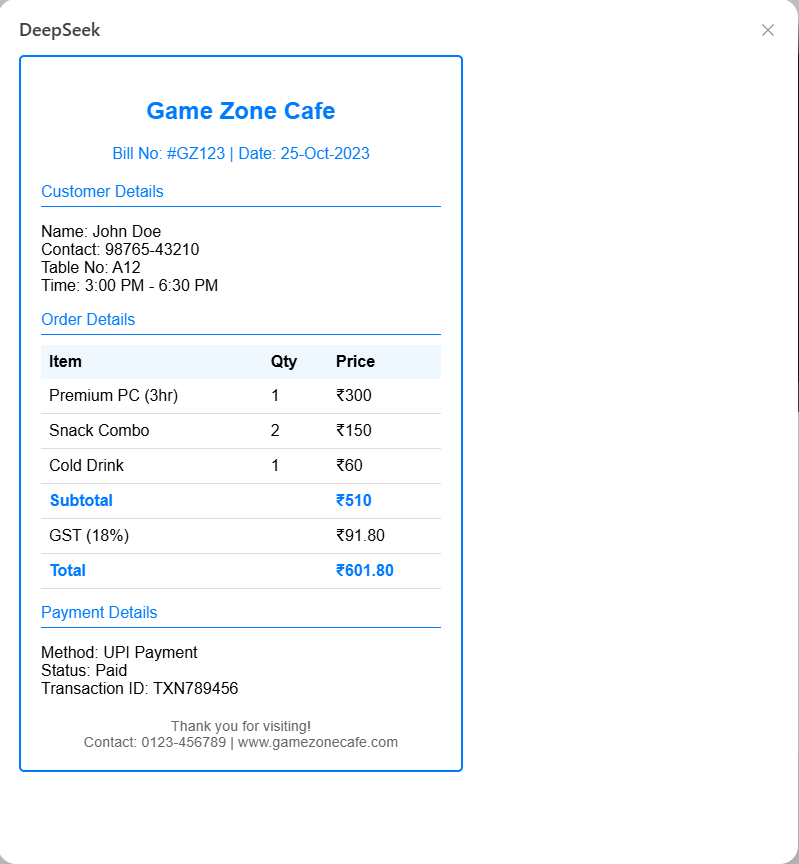 DeepSeek
Game Zone Cafe
Bill No: #GZ123 | Date: 25-Oct-2023
Customer Details
Name: John Doe
Contact: 98765-43210
Table No: A12
Time: 3:00 PM - 6:30 PM
Order Details
Item Qty Price
Premium PC (3hr) 1 ₹300
Snack Combo 2 ₹150
Cold Drink 1 ₹60
Subtotal ₹510
GST (18%) ₹91.80
Total ₹601.80
Payment Details
Method: UPI Payment
Status: Paid
Transaction ID: TXN789456
Thank you for visiting!
Contact: 0123-456789 | www.gamezonecafe.com